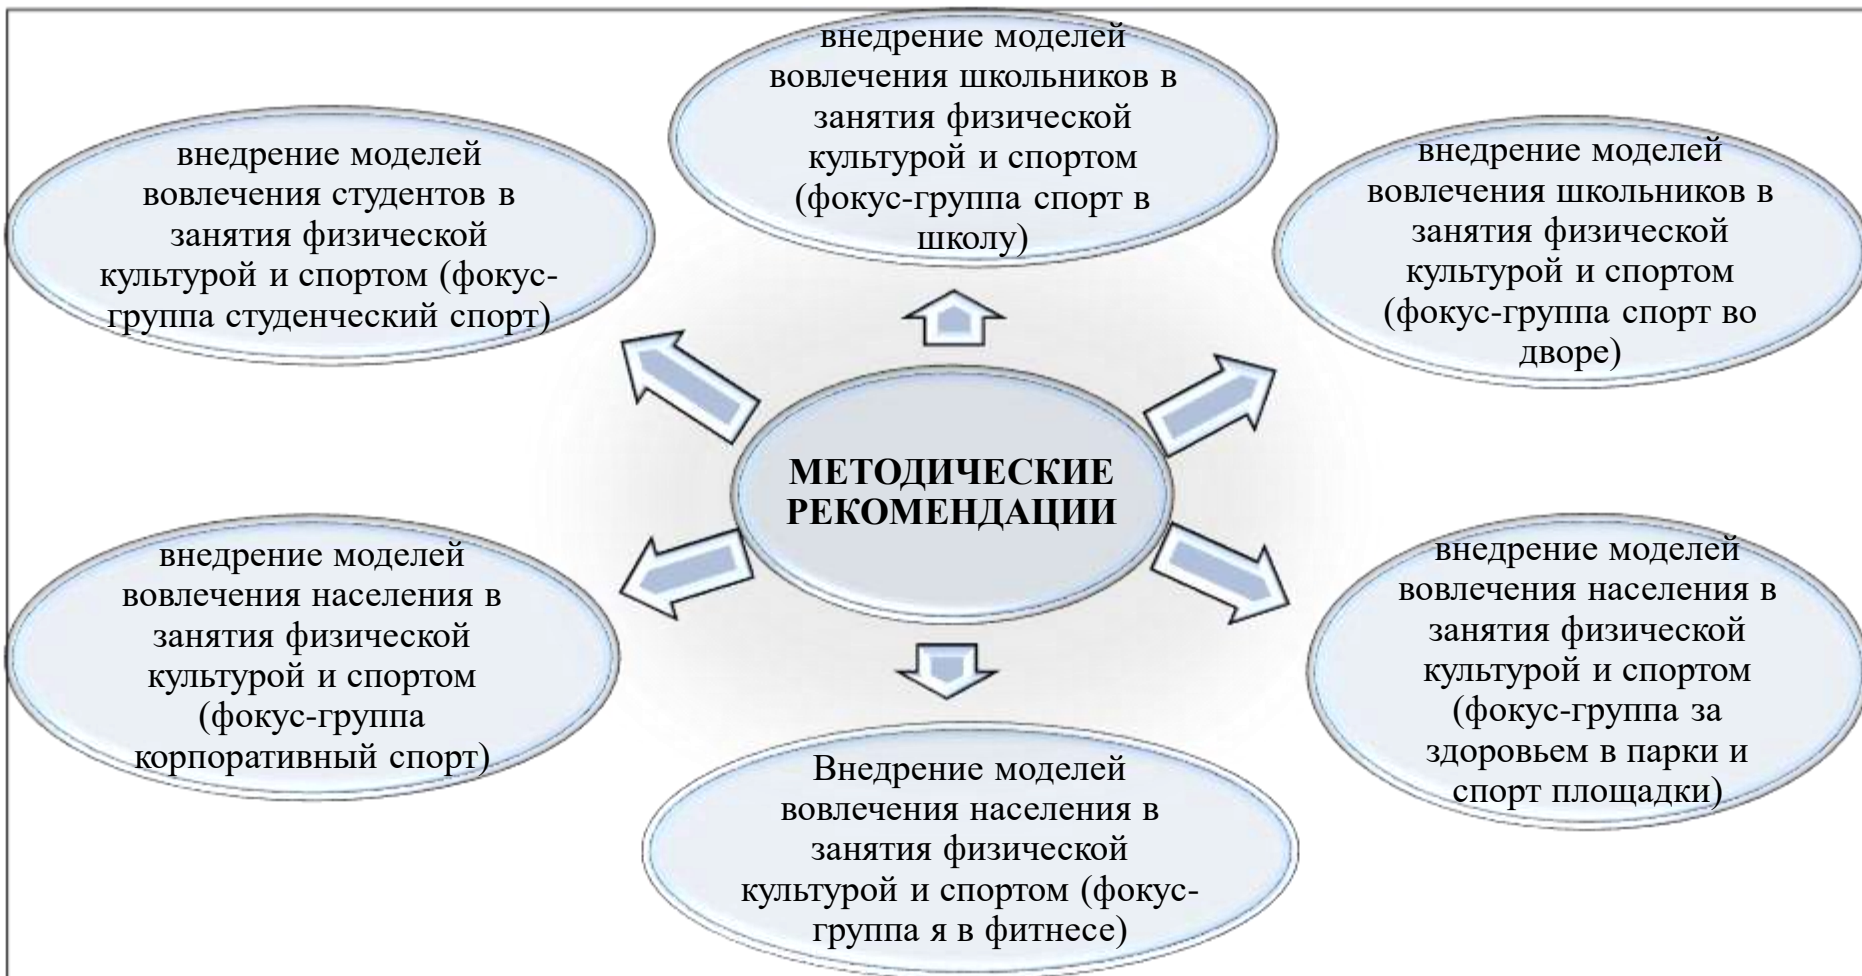 внедрение моделей
вовлечения школьников в
занятия физической
культурой и спортом
(фокус-группа спорт в
школу)
внедрение моделей
вовлечения студентов в
занятия физической
культурой и спортом (фокус-
группа студенческий спорт)
внедрение моделей
вовлечения школьников в
занятия физической
культурой и спортом
(фокус-группа спорт во
дворе)
МЕТОДИЧЕСКИЕ
РЕКОМЕНДАЦИИ
внедрение моделей
вовлечения населения в
занятия физической
культурой и спортом
(фокус-группа
корпоративный спорт)
внедрение моделей
вовлечения населения в
занятия физической
культурой и спортом
(фокус-группа за
здоровьем в парки и
спорт площадки)
Внедрение моделей
вовлечения населения в
занятия физической
культурой и спортом (фокус-
группа я в фитнесе)